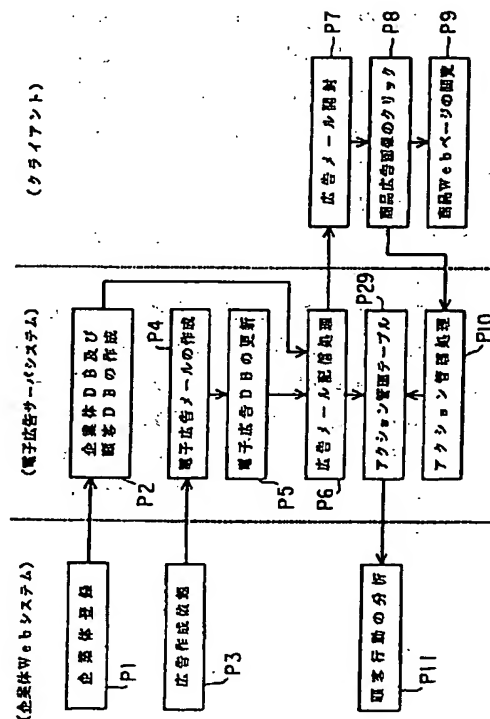 (企業体Webシステム)
(電子広告サーバシステム)
(クライアント)
企業体登録
P1
企業体DB及び
顧客DBの作成
P2
広告作成依頼
P3
電子広告メールの作成
P4
電子広告DBの更新
P5
広告メール配信処理
P6
広告メール開封
P7
商品広告画像のクリック
P8
商品Webページの閲覧
P9
アクション管理テーブル
P29
アクション管理処理
P10
顧客行動の分析
P11